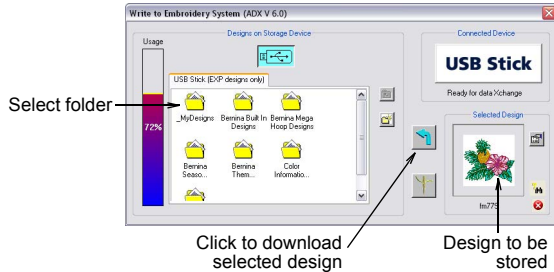 Write to Embroidery System (ADX V 6.0)
Usage
Designs on Storage Device
Connected Device
USB Stick
Ready for data Xchange
USB Stick (EXP designs only)
Select folder
_MyDesigns
Bernina Built In
Designs
Bernina Mega
Hoop Designs
72%
Bernina
Seaso...
Bernina
Them...
Color
Informatio...
Selected Design
fm775
Click to download
selected design
Design to be
stored